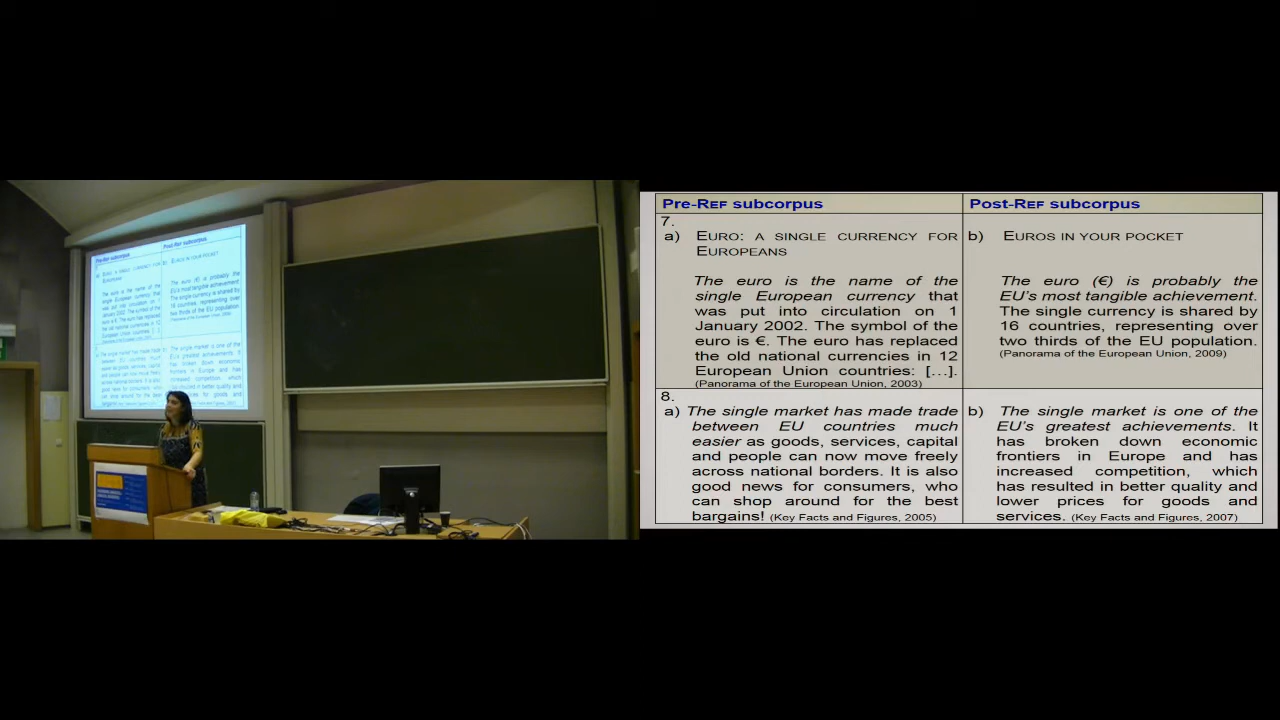 Pre-REF subcorpus
Post-REF subcorpus
7.
a) EURO: A SINGLE CURRENCY FOR
EUROPEANS
The euro is the name of the
single European currency that
was put into circulation on 1
January 2002. The symbol of the
euro is €. The euro has replaced
the old national currencies in 12
European Union countries: […].
(Panorama of the European Union, 2003)
b) EUROS IN YOUR POCKET
The euro (€) is probably the
EU's most tangible achievement.
The single currency is shared by
16 countries, representing over
two thirds of the EU population.
(Panorama of the European Union, 2009)
8.
a) The single market has made trade
between EU countries much
easier as goods, services, capital
and people can now move freely
across national borders. It is also
good news for consumers, who
can shop around for the best
bargains! (Key Facts and Figures, 2005)
b) The single market is one of the
EU's greatest achievements. It
has broken down economic
frontiers in Europe and has
increased competition, which
has resulted in better quality and
lower prices for goods and
services. (Key Facts and Figures, 2007)